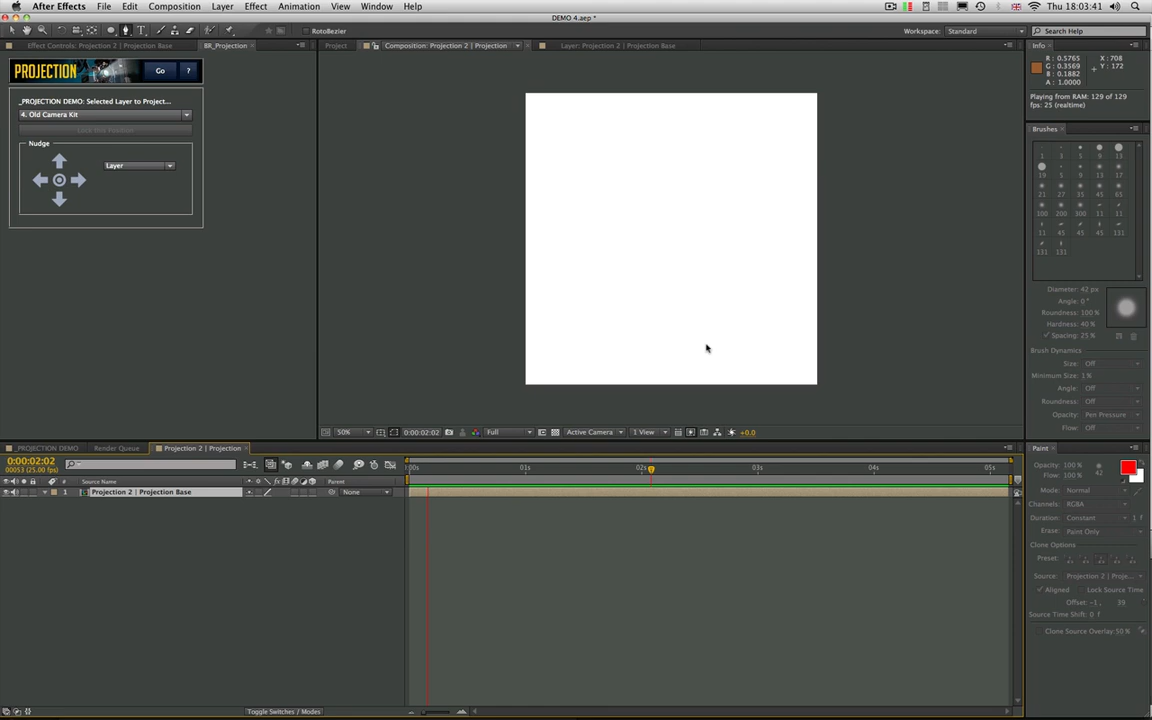 After Effects File Edit Composition Layer Effect Animation View Window Help Thu 18:03:41
DEMO 4.aep *
RotoBezier Workspace: Standard Search Help
Effect Controls: Projection 2 | Projection Base BR_Projection
Project Composition: Projection 2 | Projection Layer: Projection 2 | Projection Base
Info
PROJECTION Go ?
R : 0.5765 X : 708
G : 0.3569 Y : 172
B : 0.1882
A : 1.0000
_PROJECTION DEMO: Selected Layer to Project...
4. Old Camera Kit
Lock this Position
Playing from RAM: 129 of 129
fps: 25 (realtime)
Nudge
Layer
Brushes
1 3 5 9 13
19 5 9 13 17
21 27 35 45 65
100 200 300 11 11
11 45 45 45 131
131 131
Diameter: 42 px
Angle: 0°
Roundness: 100 %
Hardness: 40 %
Spacing: 25 %
Brush Dynamics
Size: Off
Minimum Size: 1 %
Angle: Off
Roundness: Off
Opacity: Pen Pressure
Flow: Off
50% 0:00:02:02 Full Active Camera 1 View +0.0
_PROJECTION DEMO Render Queue Projection 2 | Projection
0:00:02:02
00053 (25.00 fps)
:00s 01s 02s 03s 04s 05s
# Source Name Parent
1 Projection 2 | Projection Base None
Paint
Opacity: 100 %
Flow: 100 % 42
Mode: Normal
Channels: RGBA
Duration: Constant 1 f
Erase: Paint Only
Clone Options
Preset:
Source: Projection 2 | Proje...
Aligned Lock Source Time
Offset: -1 , 39
Source Time Shift: 0 f
Clone Source Overlay: 50 %
Toggle Switches / Modes